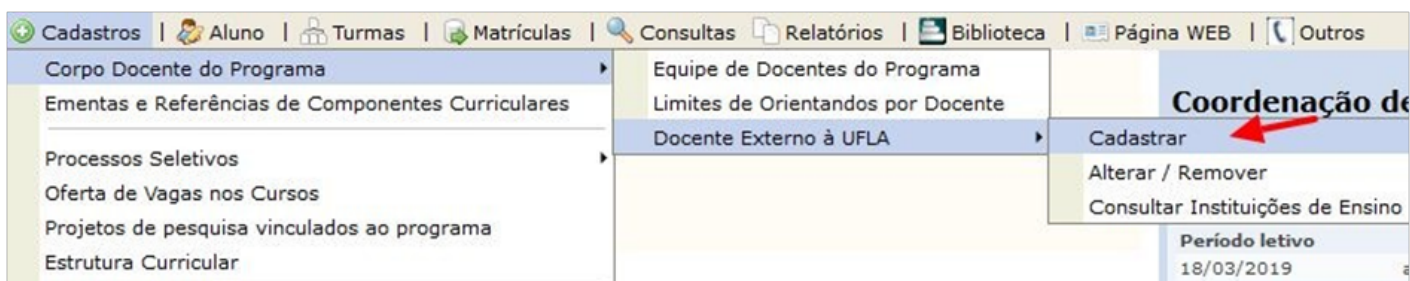 Cadastros | Aluno | Turmas | Matrículas | Consultas Relatórios | Biblioteca | Página WEB | Outros
Corpo Docente do Programa
Ementas e Referências de Componentes Curriculares
Processos Seletivos
Oferta de Vagas nos Cursos
Projetos de pesquisa vinculados ao programa
Estrutura Curricular
Equipe de Docentes do Programa
Limites de Orientandos por Docente
Docente Externo à UFLA
Cadastrar
Alterar / Remover
Consultar Instituições de Ensino
Coordenação de
Período letivo
18/03/2019